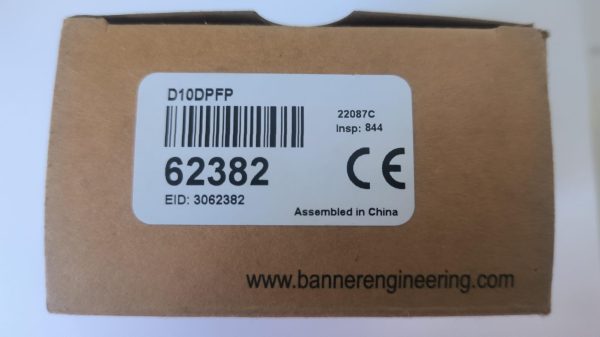 D10DPFP
22087C
Insp: 844
62382
EID: 3062382
CE
Assembled in China
www.bannerengineering.com